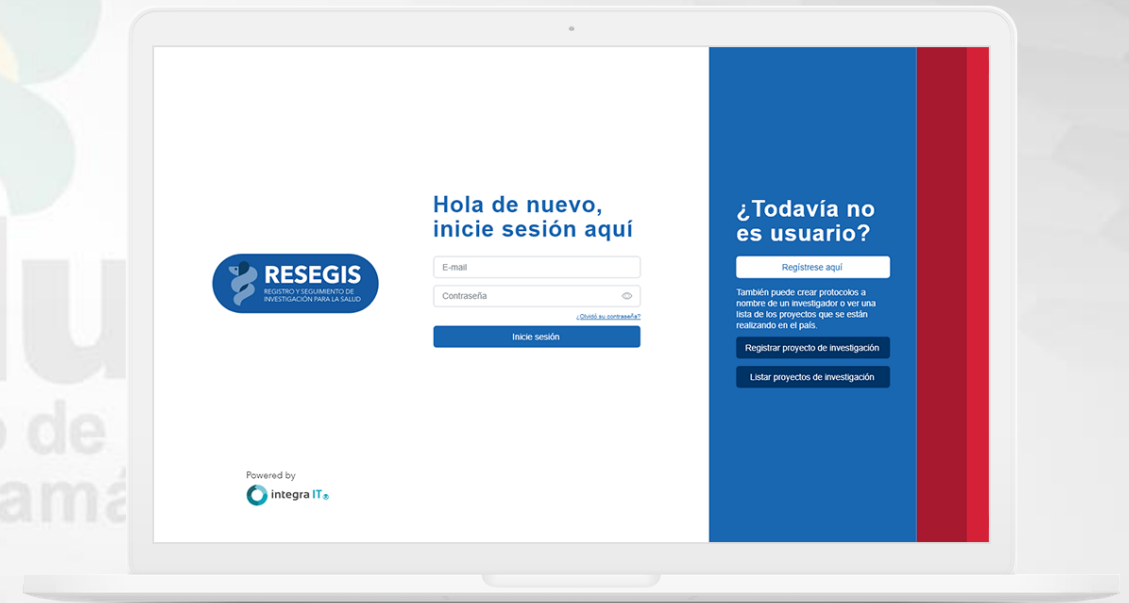 Hola de nuevo,
inicie sesión aquí
RESEGIS
REGISTRO Y SEGUIMIENTO DE
INVESTIGACIÓN PARA LA SALUD
E-mail
Contraseña
¿Olvidó su contraseña?
Inicie sesión
Powered by
integra IT®
¿Todavía no
es usuario?
Regístrese aquí
También puede crear protocolos a
nombre de un investigador o ver una
lista de los proyectos que se están
realizando en el país.
Registrar proyecto de investigación
Listar proyectos de investigación
de